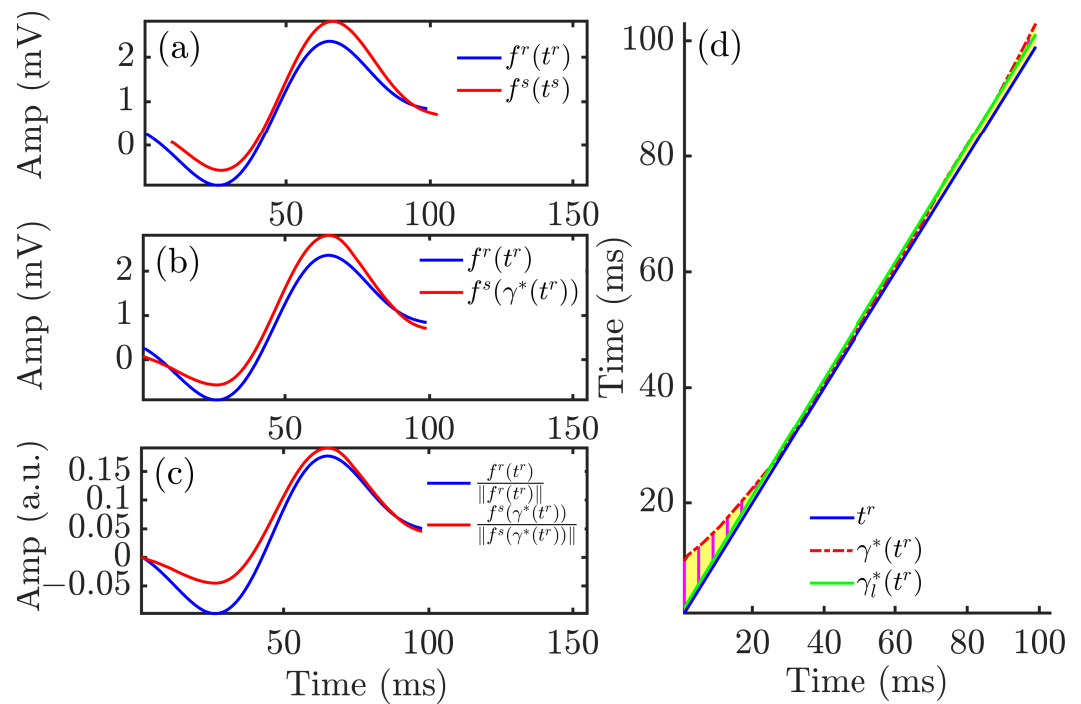 (a)
Amp (mV)
2
1
0
f^r(t^r)
f^s(t^s)
50
100
150
(b)
Amp (mV)
2
1
0
f^r(t^r)
f^s(γ*(t^r))
50
100
150
(c)
Amp (a.u.)
0.15
0.1
0.05
0
−0.05
f^r(t^r)
‖f^r(t^r)‖
f^s(γ*(t^r))
‖f^s(γ*(t^r))‖
50
100
150
Time (ms)
(d)
Time (ms)
100
80
60
40
20
t^r
γ*(t^r)
γ_l*(t^r)
20
40
60
80
100
Time (ms)